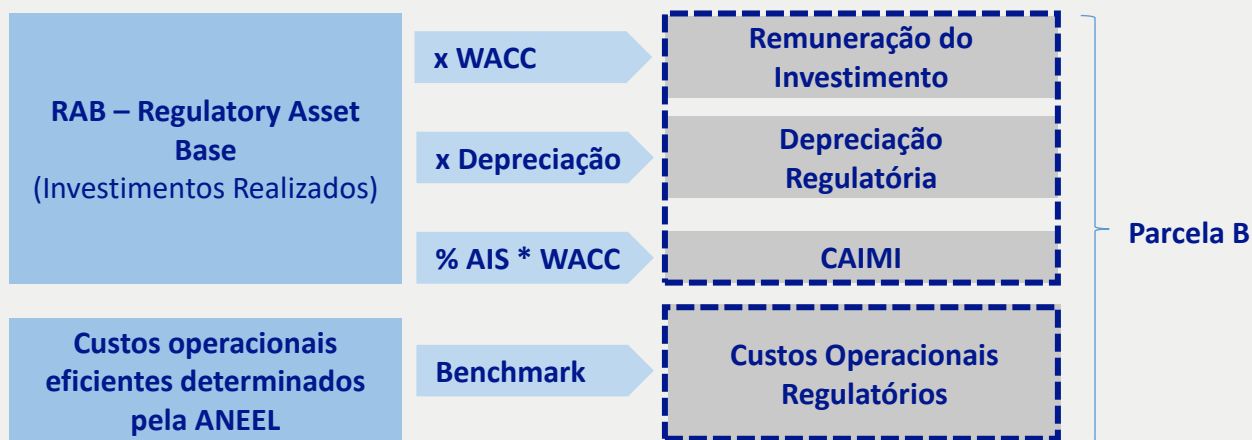 RAB – Regulatory Asset
Base
(Investimentos Realizados)
x WACC
Remuneração do
Investimento
x Depreciação
Depreciação
Regulatória
% AIS * WACC
CAIMI
Custos operacionais
eficientes determinados
pela ANEEL
Benchmark
Custos Operacionais
Regulatórios
Parcela B